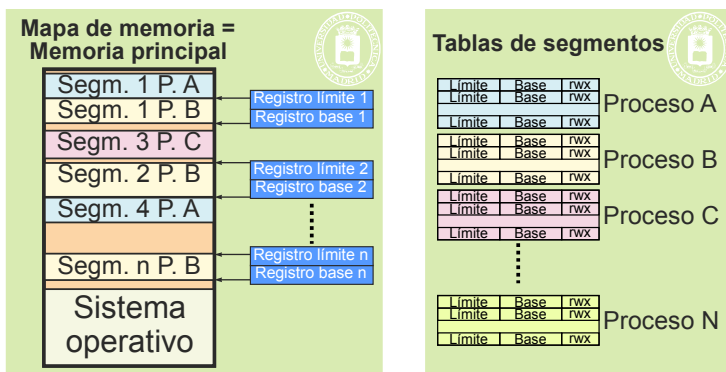 Mapa de memoria =
Memoria principal
Segm. 1 P. A
Segm. 1 P. B
Segm. 3 P. C
Segm. 2 P. B
Segm. 4 P. A
Segm. n P. B
Sistema
operativo
Registro límite 1
Registro base 1
Registro límite 2
Registro base 2
Registro límite n
Registro base n
Tablas de segmentos
Límite Base rwx
Límite Base rwx
Límite Base rwx
Proceso A
Límite Base rwx
Límite Base rwx
Límite Base rwx
Proceso B
Límite Base rwx
Límite Base rwx
Límite Base rwx
Proceso C
Límite Base rwx
Límite Base rwx
Límite Base rwx
Proceso N